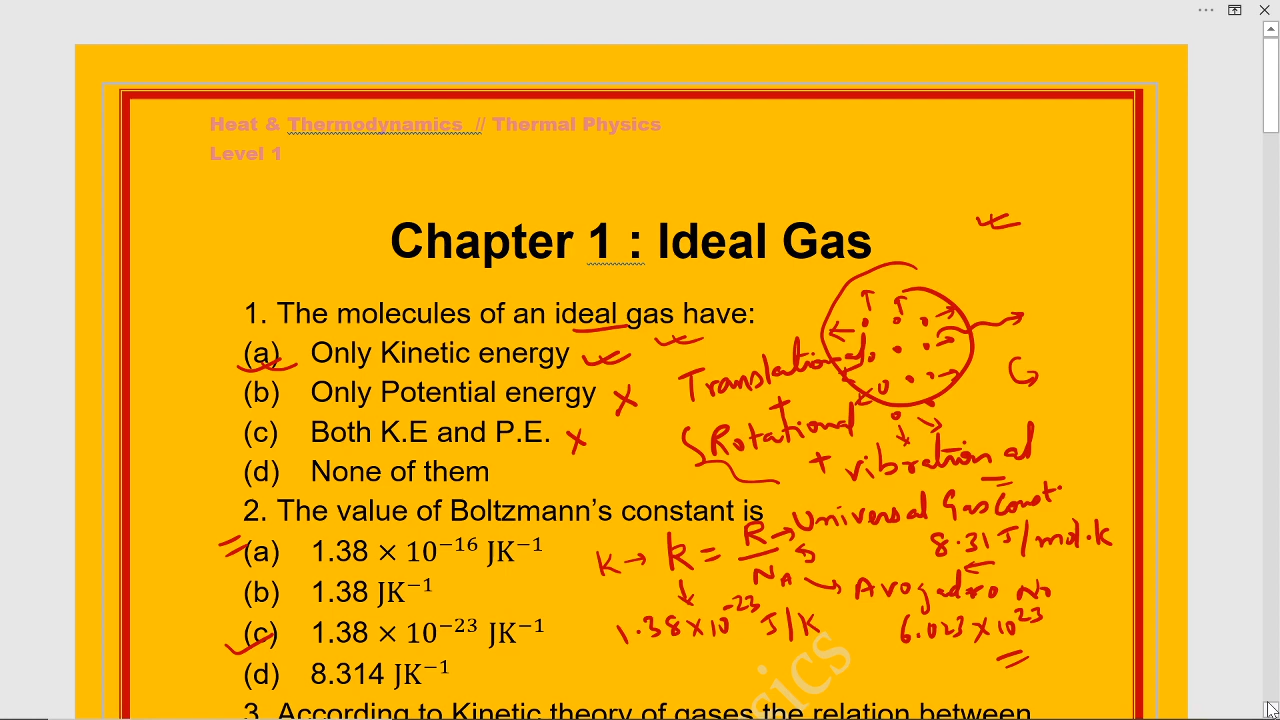 Heat & Thermodynamics // Thermal Physics
Level 1
Chapter 1 : Ideal Gas
1. The molecules of an ideal gas have:
(a) Only Kinetic energy
(b) Only Potential energy
(c) Both K.E and P.E.
(d) None of them
Translational
+
Rotational
+ vibrational
2. The value of Boltzmann's constant is
(a) 1.38 × 10⁻¹⁶ JK⁻¹
(b) 1.38 JK⁻¹
(c) 1.38 × 10⁻²³ JK⁻¹
(d) 8.314 JK⁻¹
K → k = R/N_A
R → Universal Gas Const.
8.31 J/mol.k
→ Avogadro No
1.38×10⁻²³ J/K
6.023×10²³
sics
3. According to Kinetic theory of gases the relation between